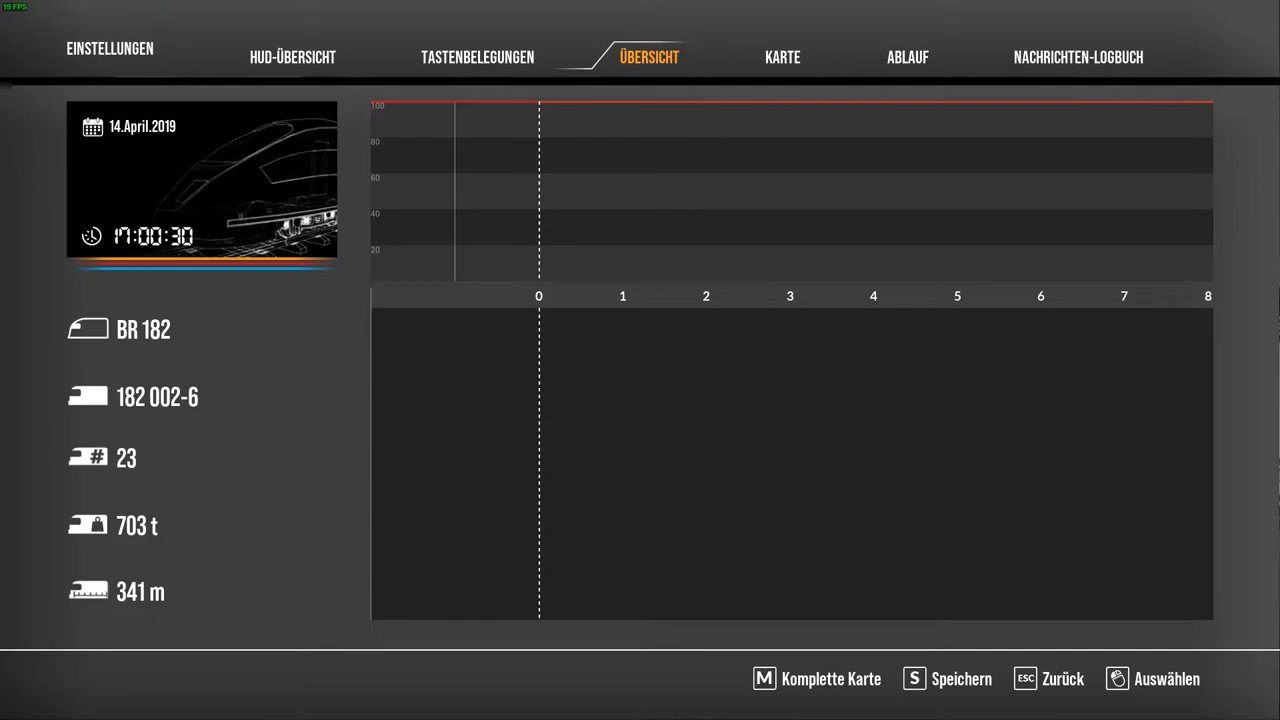 19 FPS
EINSTELLUNGEN
HUD-ÜBERSICHT
TASTENBELEGUNGEN
ÜBERSICHT
KARTE
ABLAUF
NACHRICHTEN-LOGBUCH
14.April.2019
17:00:30
BR 182
182 002-6
# 23
703 t
341 m
100
80
60
40
20
0 1 2 3 4 5 6 7 8
M Komplette Karte
S Speichern
ESC Zurück
Auswählen